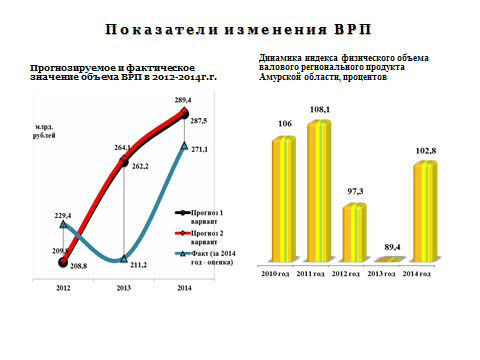 Показатели изменения ВРП
Прогнозируемое и фактическое
значение объема ВРП в 2012-2014г.г.
млрд.
рублей
289,4
287,5
271,1
264,1
262,2
229,4
208,8
211,2
Прогноз 1
вариант
Прогноз 2
вариант
Факт (за 2014
год - оценка)
2012
2013
2014
Динамика индекса физического объема
валового регионального продукта
Амурской области, процентов
106
108,1
97,3
89,4
102,8
2010 год
2011 год
2012 год
2013 год
2014 год